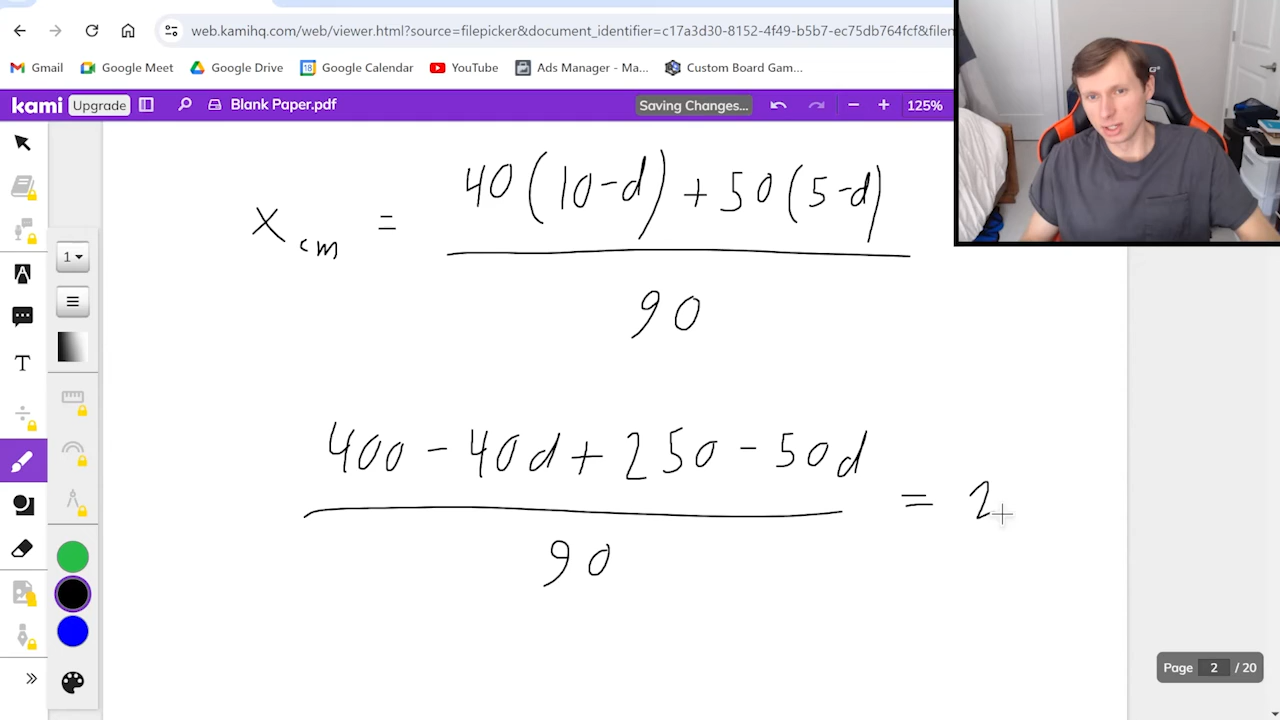 web.kamihq.com/web/viewer.html?source=filepicker&document_identifier=c17a3d30-8152-4f49-b5b7-ec75db764fcf&filen
Gmail Google Meet Google Drive 18 Google Calendar YouTube Ads Manager - Ma... Custom Board Gam...
kami Upgrade Blank Paper.pdf Saving Changes... 125%
40(10-d)+50(5-d)
X cm =
90
1
T
400 - 40d + 250 - 50d
= 2
90
Page 2 / 20